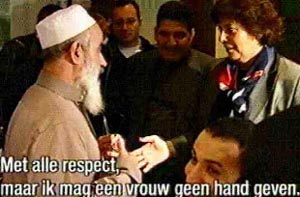 Met alle respect,
maar ik mag een vrouw geen hand geven.